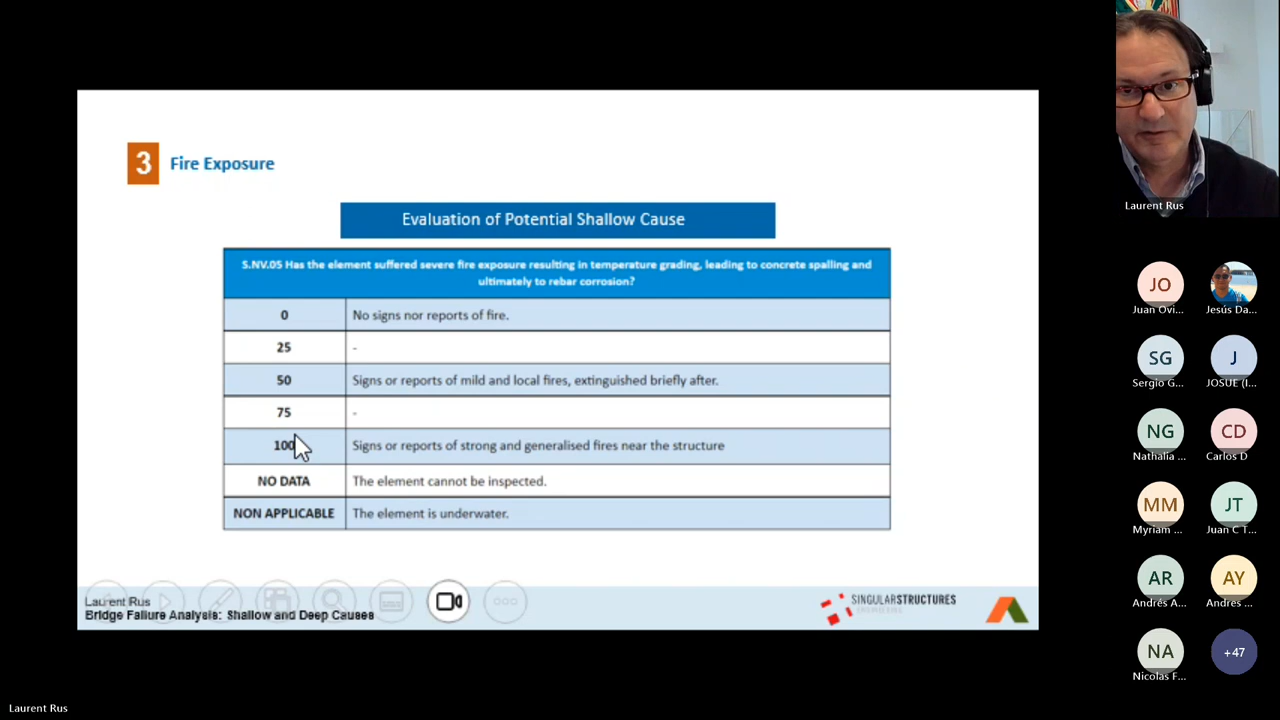 3 Fire Exposure
Evaluation of Potential Shallow Cause
S.NV.05 Has the element suffered severe fire exposure resulting in temperature grading, leading to concrete spalling and
ultimately to rebar corrosion?
0 No signs nor reports of fire.
25 -
50 Signs or reports of mild and local fires, extinguished briefly after.
75 -
100 Signs or reports of strong and generalised fires near the structure
NO DATA The element cannot be inspected.
NON APPLICABLE The element is underwater.
Laurent Rus
Bridge Failure Analysis: Shallow and Deep Causes
SINGULARSTRUCTURES
ENGINEERING
Laurent Rus
JO
Juan Ovi...
Jesús Da...
SG
Sergio G...
J
JOSUE (I...
NG
Nathalia ...
CD
Carlos D
MM
Myriam ...
JT
Juan C T...
AR
Andrés A...
AY
Andres ...
NA
Nicolas F...
+47
Laurent Rus